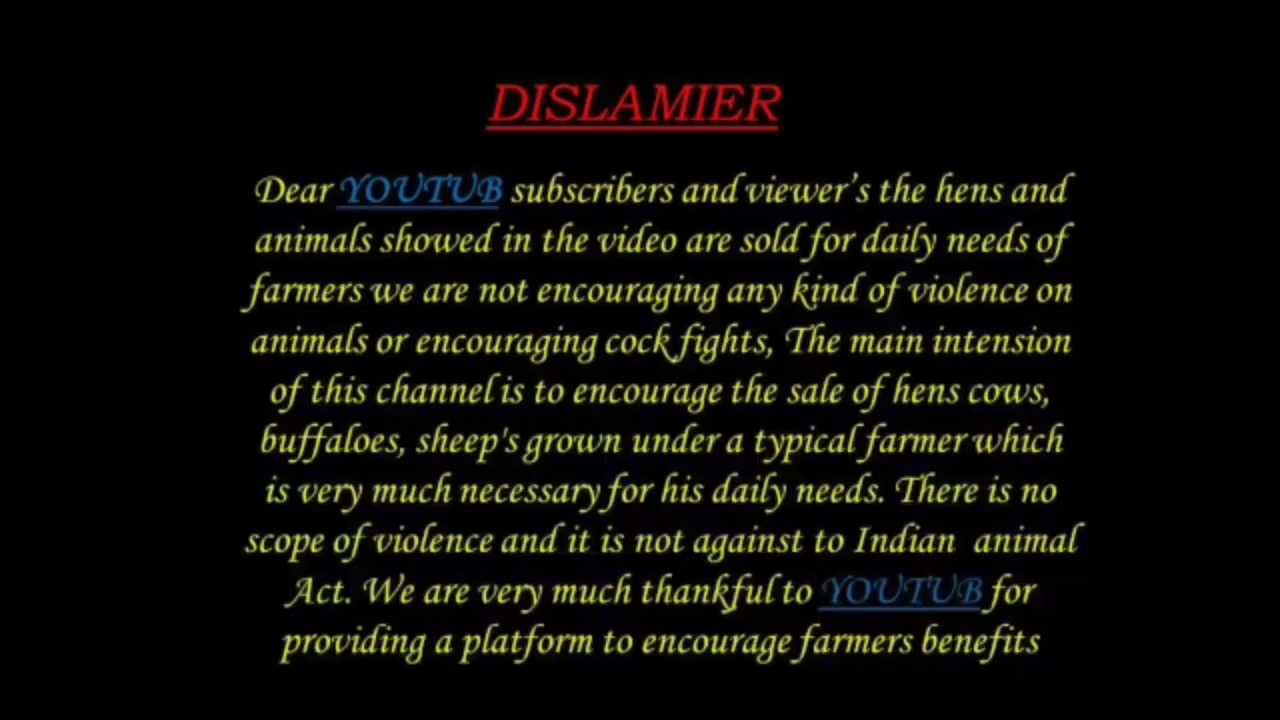 DISLAMIER
Dear YOUTUB subscribers and viewer's the hens and
animals showed in the video are sold for daily needs of
farmers we are not encouraging any kind of violence on
animals or encouraging cock fights, The main intension
of this channel is to encourage the sale of hens cows,
buffaloes, sheep's grown under a typical farmer which
is very much necessary for his daily needs. There is no
scope of violence and it is not against to Indian animal
Act. We are very much thankful to YOUTUB for
providing a platform to encourage farmers benefits